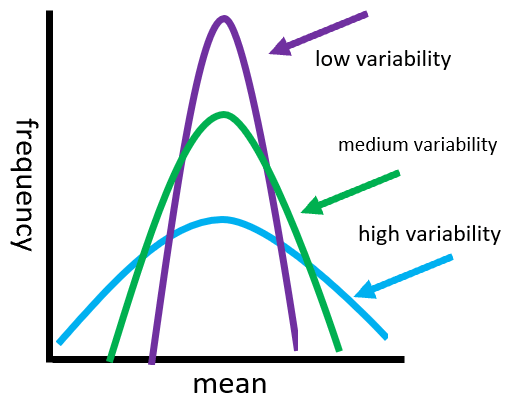 low variability
medium variability
high variability
frequency
mean